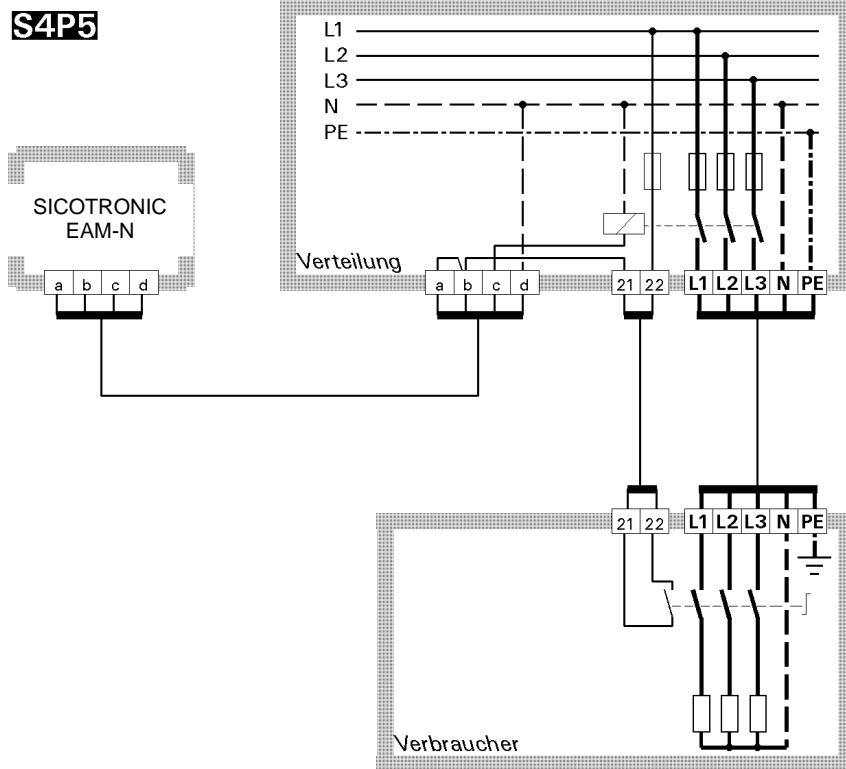 S4P5
L1
L2
L3
N
PE
SICOTRONIC
EAM-N
Verteilung
a b c d
a b c d
21 22
L1 L2 L3 N PE
21 22
L1 L2 L3 N PE
Verbraucher